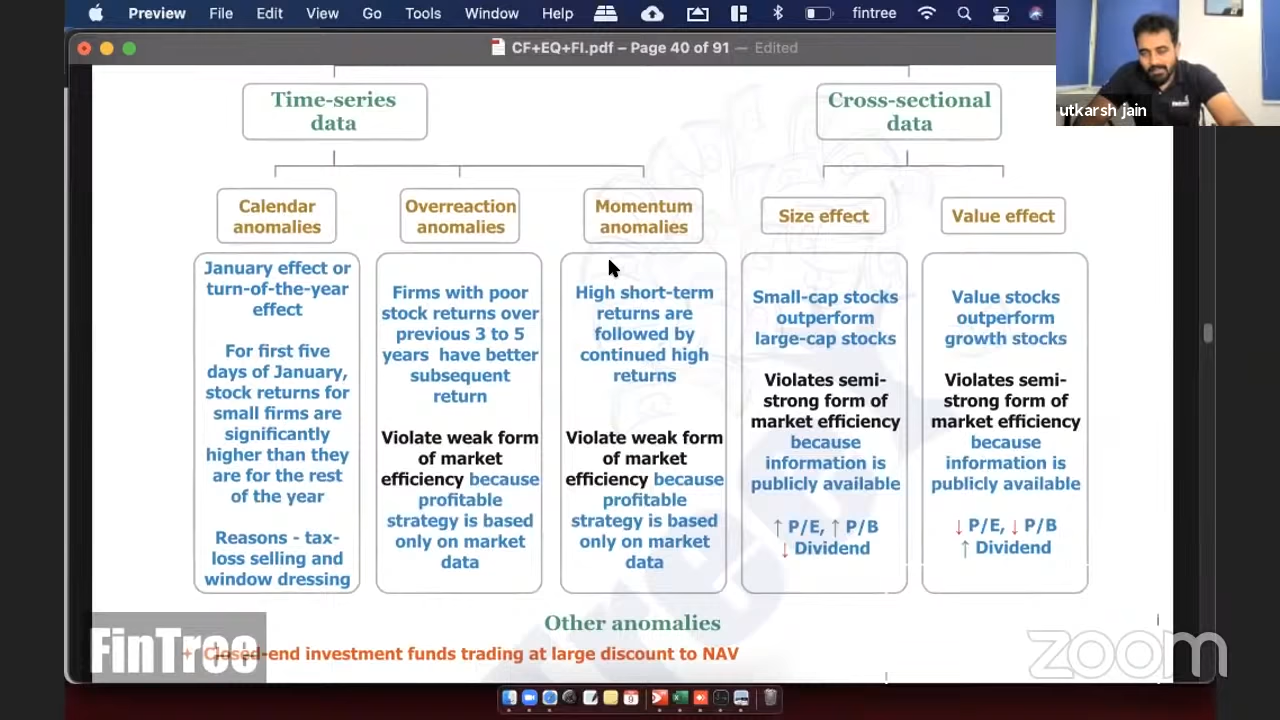 Preview File Edit View Go Tools Window Help fintree
CF+EQ+FI.pdf – Page 40 of 91 — Edited
utkarsh jain
Time-series
data
Cross-sectional
data
Calendar
anomalies
Overreaction
anomalies
Momentum
anomalies
Size effect
Value effect
January effect or
turn-of-the-year
effect
For first five
days of January,
stock returns for
small firms are
significantly
higher than they
are for the rest
of the year
Reasons - tax-
loss selling and
window dressing
Firms with poor
stock returns over
previous 3 to 5
years have better
subsequent
return
Violate weak form
of market
efficiency because
profitable
strategy is based
only on market
data
High short-term
returns are
followed by
continued high
returns
Violate weak form
of market
efficiency because
profitable
strategy is based
only on market
data
Small-cap stocks
outperform
large-cap stocks
Violates semi-
strong form of
market efficiency
because
information is
publicly available
↑ P/E, ↑ P/B
↓ Dividend
Value stocks
outperform
growth stocks
Violates semi-
strong form of
market efficiency
because
information is
publicly available
↓ P/E, ↓ P/B
↑ Dividend
Other anomalies
Closed-end investment funds trading at large discount to NAV
FinTree
zoom